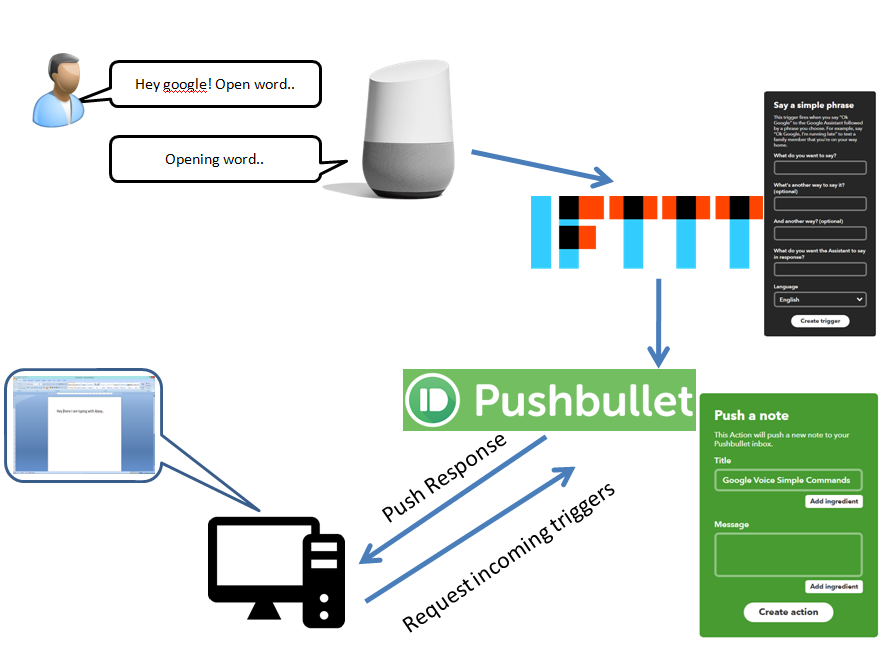 Hey google! Open word..
Opening word..
IFTTT
Say a simple phrase
This trigger fires when you say "Ok
Google" to the Google Assistant followed
by a phrase you choose. For example, say
"Ok Google, I'm running late" to text a
family member that you're on your way
home.
What do you want to say?
What's another way to say it?
(optional)
And another way? (optional)
What do you want the Assistant to say
in response?
Language
English
Create trigger
Pushbullet
Push a note
This Action will push a new note to your
Pushbullet inbox.
Title
Google Voice Simple Commands
Add ingredient
Message
Add ingredient
Create action
Push Response
Request incoming triggers